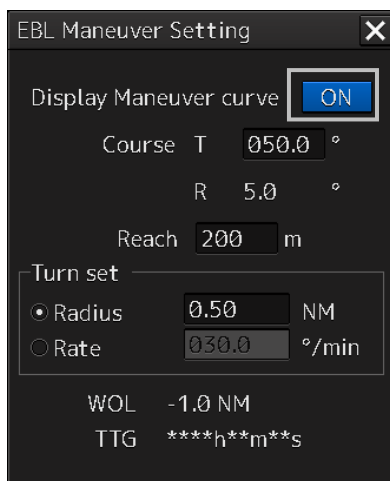 EBL Maneuver Setting
Display Maneuver curve ON
Course T 050.0 °
R 5.0 °
Reach 200 m
Turn set
Radius 0.50 NM
Rate 030.0 °/min
WOL -1.0 NM
TTG ****h**m**s